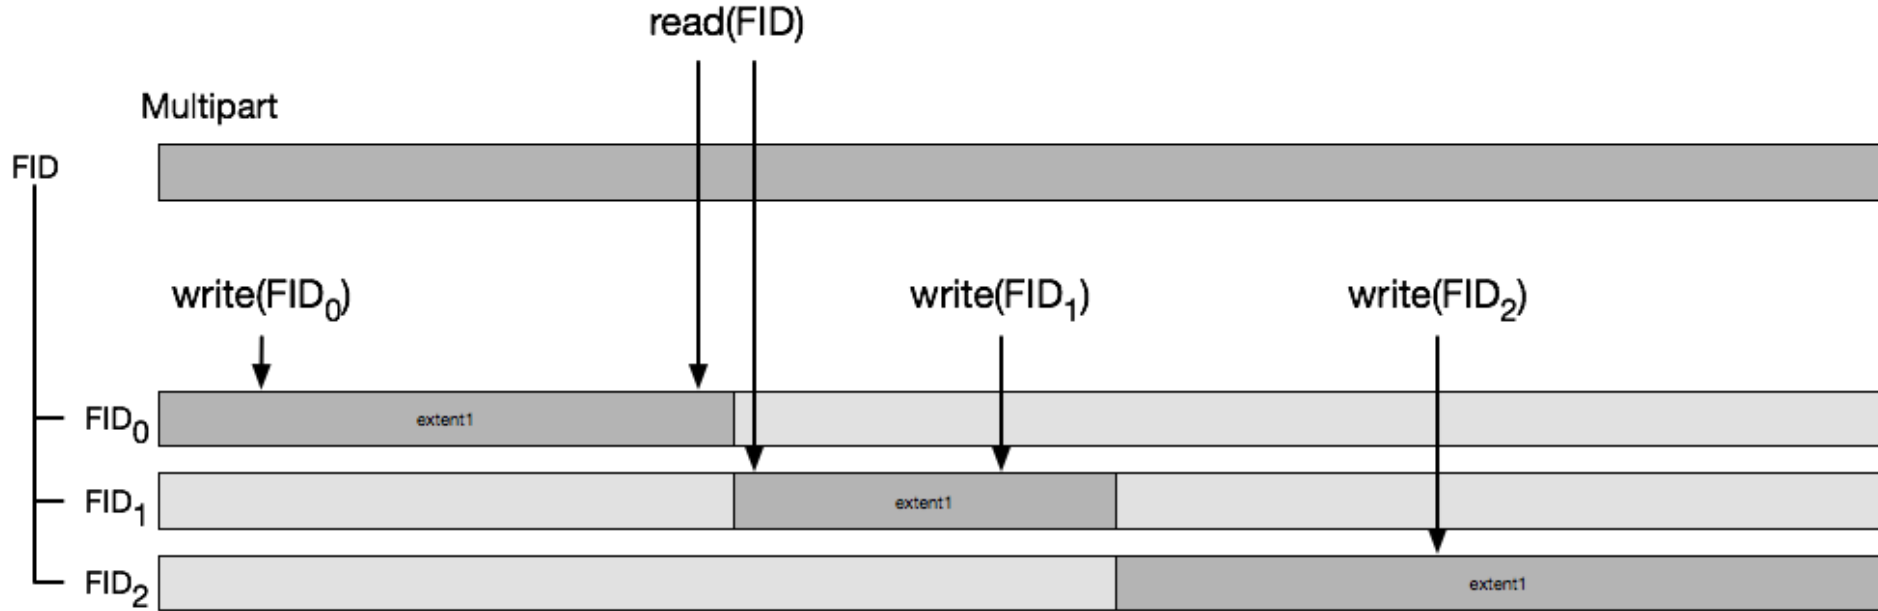 read(FID)
Multipart
FID
write(FID₀) write(FID₁) write(FID₂)
FID₀ extent1
FID₁ extent1
FID₂ extent1